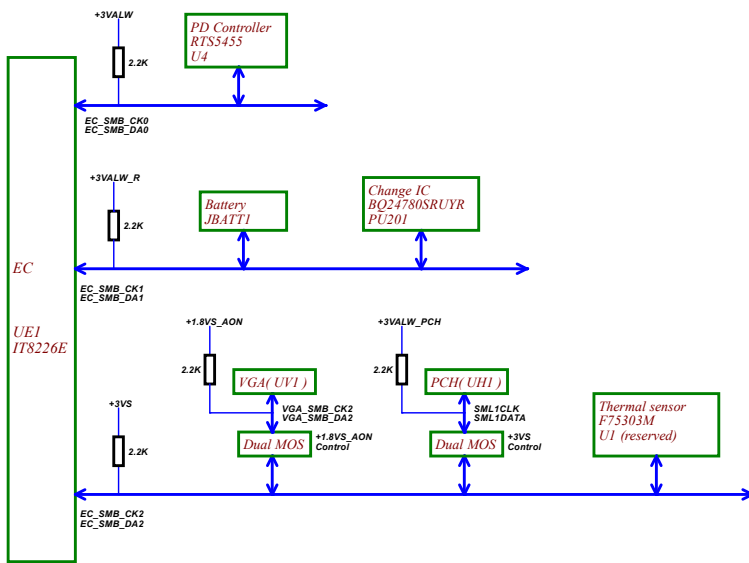 +3VALW
2.2K
PD Controller
RTS5455
U4
EC_SMB_CK0
EC_SMB_DA0
+3VALW_R
2.2K
Battery
JBATT1
Change IC
BQ24780SRUYR
PU201
EC
EC_SMB_CK1
EC_SMB_DA1
UE1
IT8226E
+1.8VS_AON
2.2K
VGA( UV1 )
VGA_SMB_CK2
VGA_SMB_DA2
Dual MOS
+1.8VS_AON
Control
+3VALW_PCH
2.2K
PCH( UH1 )
SML1CLK
SML1DATA
Dual MOS
+3VS
Control
Thermal sensor
F75303M
U1 (reserved)
+3VS
2.2K
EC_SMB_CK2
EC_SMB_DA2